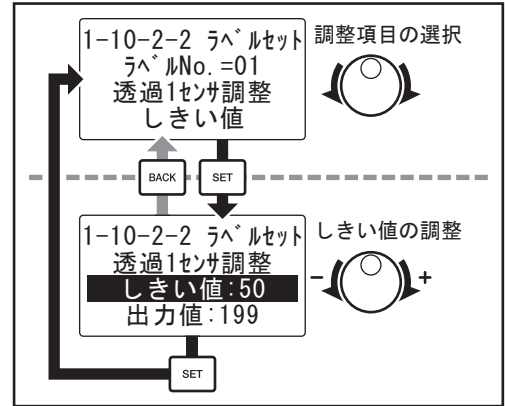 1-10-2-2 ﾗﾍﾞﾙｾｯﾄ
ﾗﾍﾞﾙNo.=01
透過1ｾﾝｻ調整
しきい値
調整項目の選択
BACK
SET
1-10-2-2 ﾗﾍﾞﾙｾｯﾄ
透過1ｾﾝｻ調整
しきい値:50
出力値:199
しきい値の調整
- +
SET